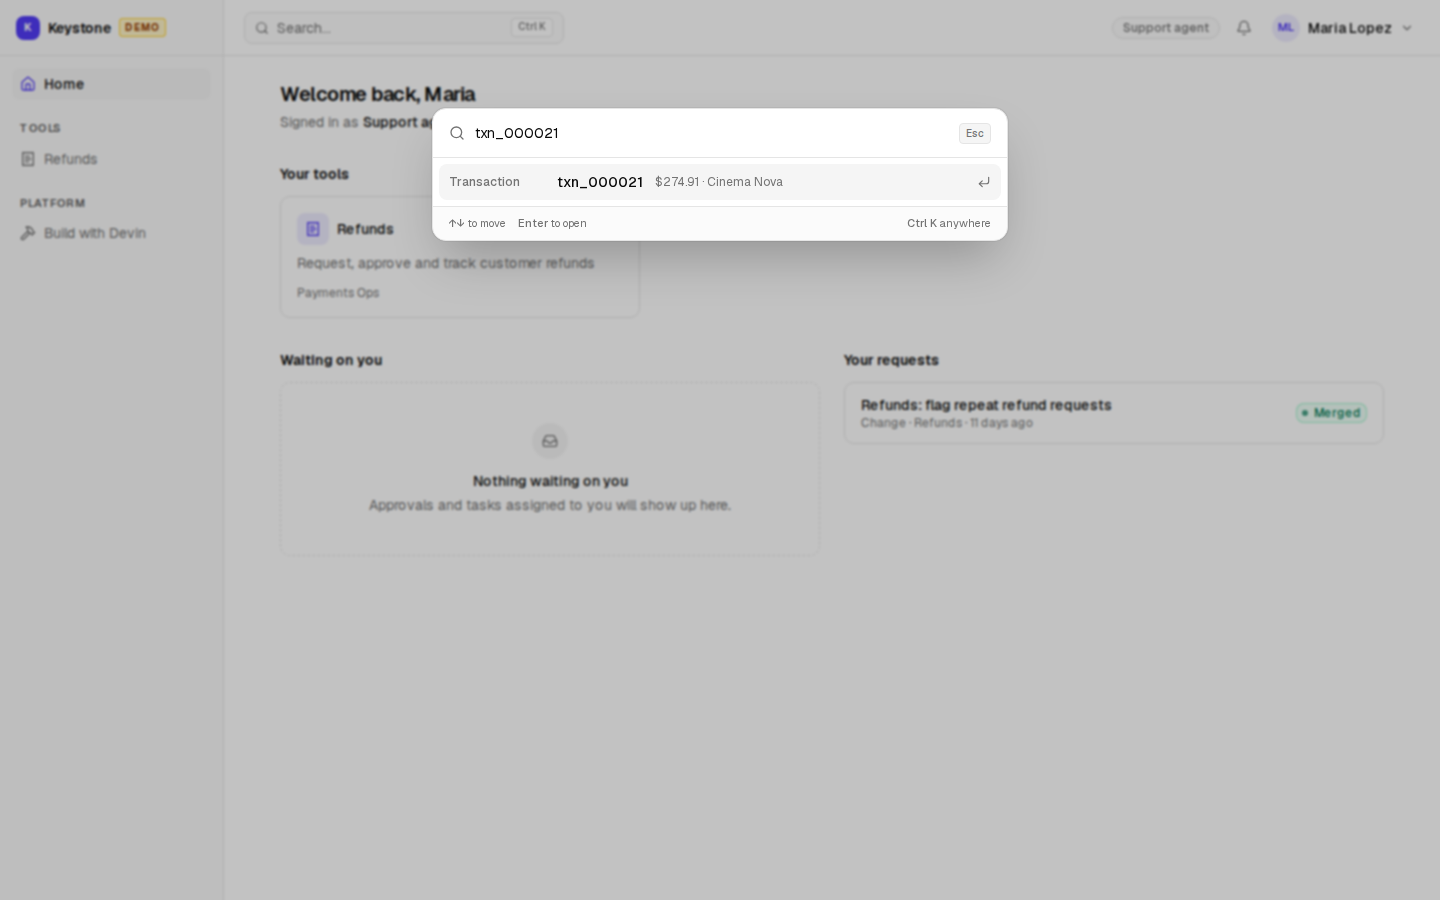 K Keystone DEMO
Search... Ctrl K
Support agent
ML Maria Lopez
Home
TOOLS
Refunds
PLATFORM
Build with Devin
Welcome back, Maria
Signed in as Support ag
txn_000021 Esc
Transaction txn_000021 $274.91 · Cinema Nova
↑↓ to move Enter to open Ctrl K anywhere
Your tools
Refunds
Request, approve and track customer refunds
Payments Ops
Waiting on you
Nothing waiting on you
Approvals and tasks assigned to you will show up here.
Your requests
Refunds: flag repeat refund requests
Change · Refunds · 11 days ago
Merged